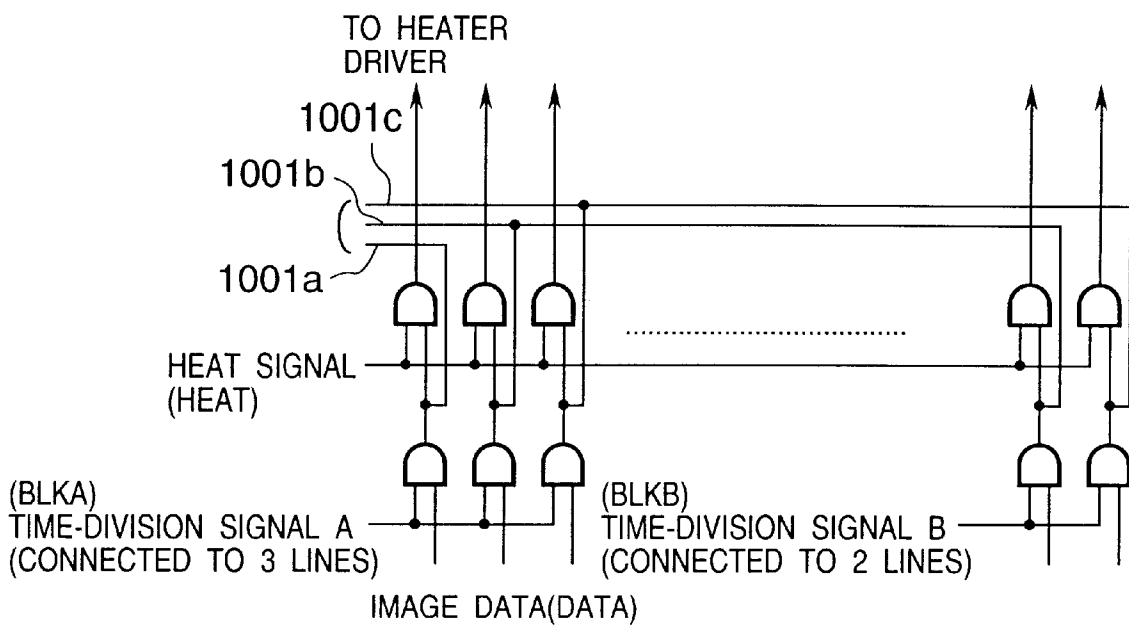 TO HEATER
DRIVER
1001c
1001b
1001a
HEAT SIGNAL
(HEAT)
(BLKA)
TIME-DIVISION SIGNAL A
(CONNECTED TO 3 LINES)
(BLKB)
TIME-DIVISION SIGNAL B
(CONNECTED TO 2 LINES)
IMAGE DATA(DATA)